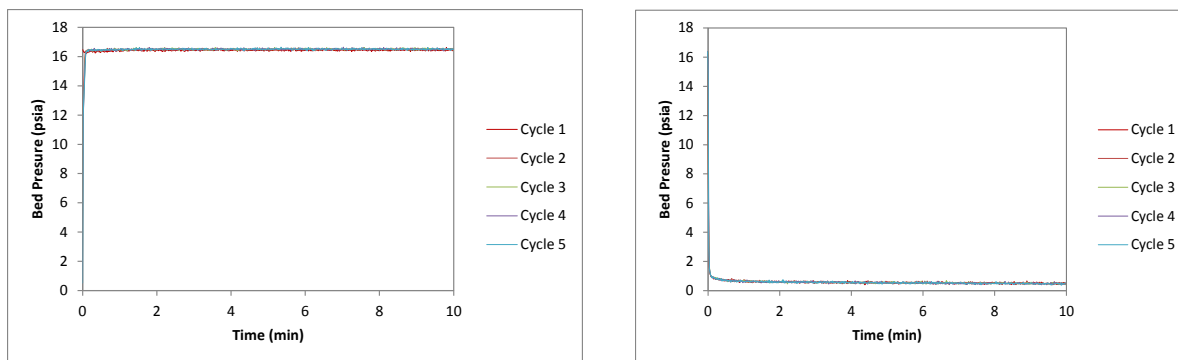 18
16
14
12
10
8
6
4
2
0
0 2 4 6 8 10
Bed Presure (psia)
Time (min)
Cycle 1
Cycle 2
Cycle 3
Cycle 4
Cycle 5
18
16
14
12
10
8
6
4
2
0
0 2 4 6 8 10
Bed Pressure (psia)
Time (min)
Cycle 1
Cycle 2
Cycle 3
Cycle 4
Cycle 5